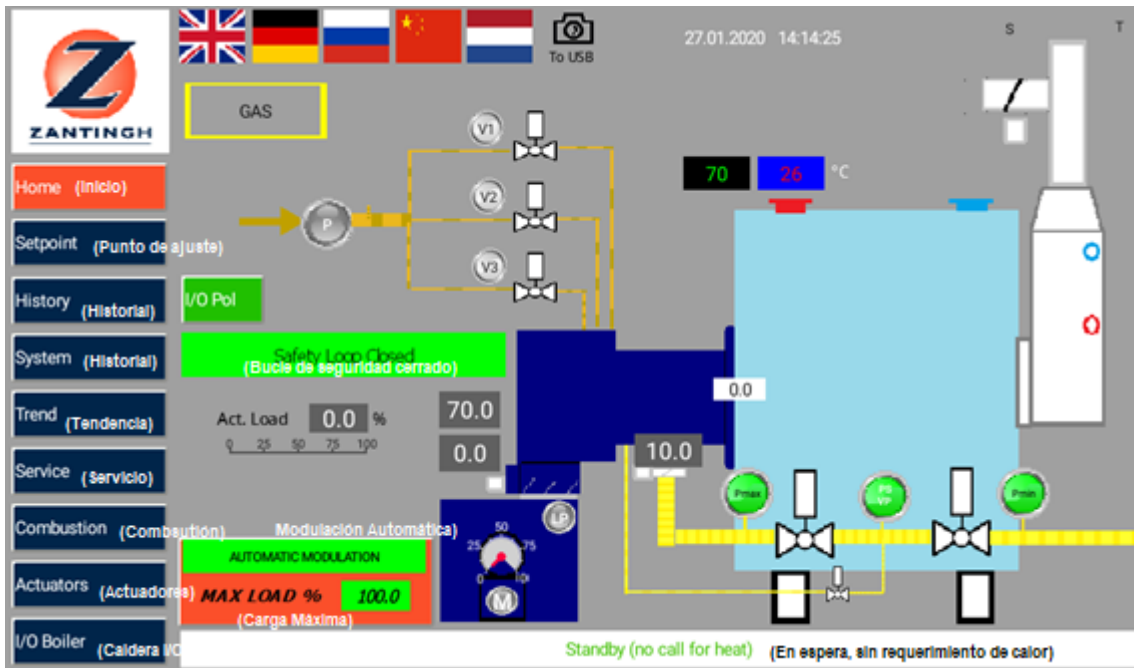 ZANTINGH
To USB
27.01.2020 14:14:25
S
T
GAS
V1
V2
V3
P
70
26
°C
Home (Inicio)
Setpoint (Punto de ajuste)
History (Historial)
System (Historial)
Trend (Tendencia)
Service (Servicio)
Combustion (Combsutión)
Actuators (Actuadores)
I/O Boiler (Caldera I/O
I/O Pol
Safety Loop Closed
(Bucle de seguridad cerrado)
Act. Load 0.0 %
0 25 50 75 100
70.0
0.0
0.0
10.0
Pmax
PS
VP
Pmin
Modulación Automática)
AUTOMATIC MODULATION
MAX LOAD % 100.0
(Carga Máxima)
LP
50
25
75
0
M
Standby (no call for heat) (En espera, sin requerimiento de calor)